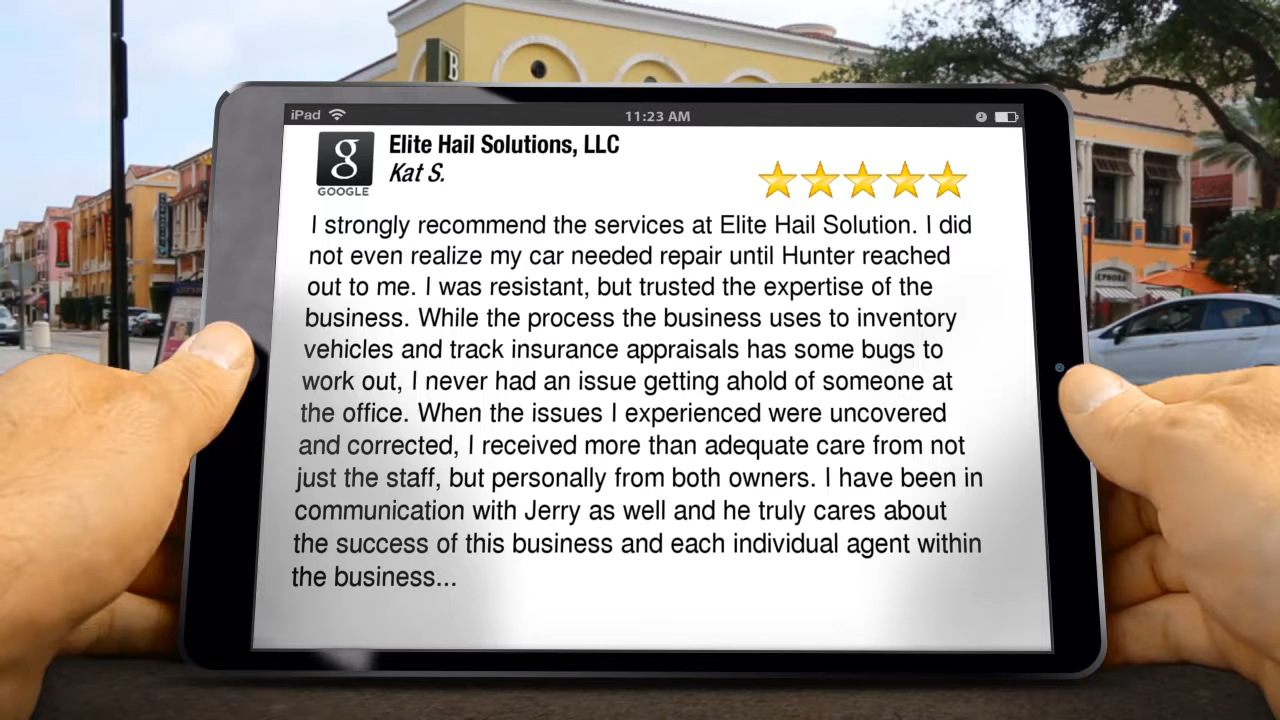 iPad
11:23 AM
g
GOOGLE
Elite Hail Solutions, LLC
Kat S.
I strongly recommend the services at Elite Hail Solution. I did
not even realize my car needed repair until Hunter reached
out to me. I was resistant, but trusted the expertise of the
business. While the process the business uses to inventory
vehicles and track insurance appraisals has some bugs to
work out, I never had an issue getting ahold of someone at
the office. When the issues I experienced were uncovered
and corrected, I received more than adequate care from not
just the staff, but personally from both owners. I have been in
communication with Jerry as well and he truly cares about
the success of this business and each individual agent within
the business...
B
SEPHORA